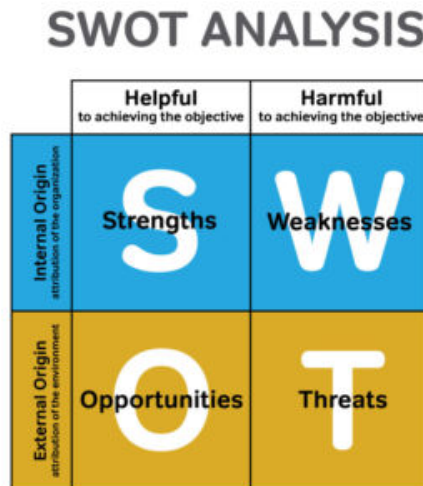 SWOT ANALYSIS
Helpful
to achieving the objective
Harmful
to achieving the objective
Internal Origin
attribution of the organization
S
Strengths
W
Weaknesses
External Origin
attribution of the environment
O
Opportunities
T
Threats